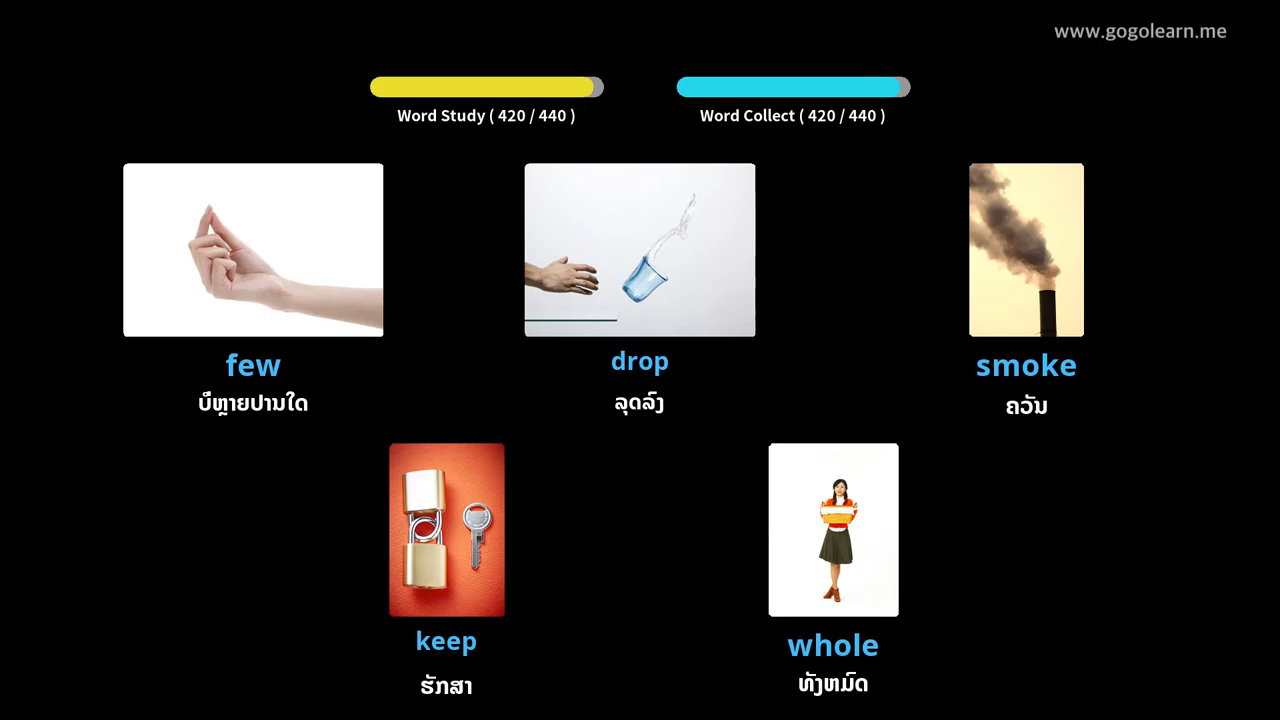 www.gogolearn.me
Word Study ( 420 / 440 )
Word Collect ( 420 / 440 )
few
ບໍ່ຫຼາຍປານໃດ
drop
ລຸດລົງ
smoke
ຄວັນ
keep
ຮັກສາ
whole
ທັງຫມົດ